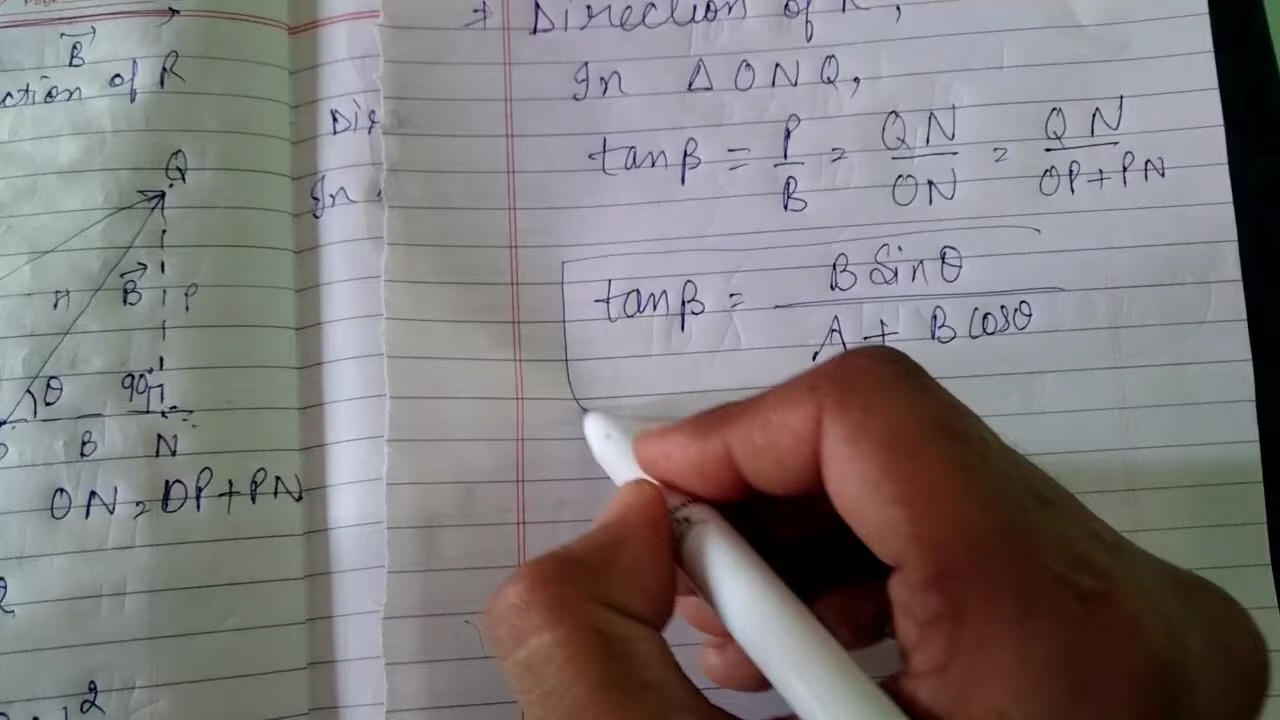 B
ction of R
Q
H B P
θ 90
B N
ON = OP + PN
2
Dir
In
⇒ Direction of R,
In Δ ONQ,
tanβ = P/B = QN/ON = QN/OP+PN
tanβ = B Sinθ / A + B cosθ